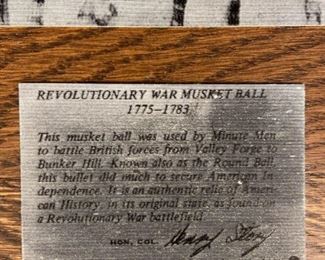 REVOLUTIONARY WAR MUSKET BALL
1775–1783
This musket ball was used by Minute Men
to battle British forces from Valley Forge to
Bunker Hill. Known also as the Round Ball,
this bullet did much to secure American In
dependence. It is an authentic relic of Ameri
can History, in its original state, as found on
a Revolutionary War battlefield.
HON. COL.